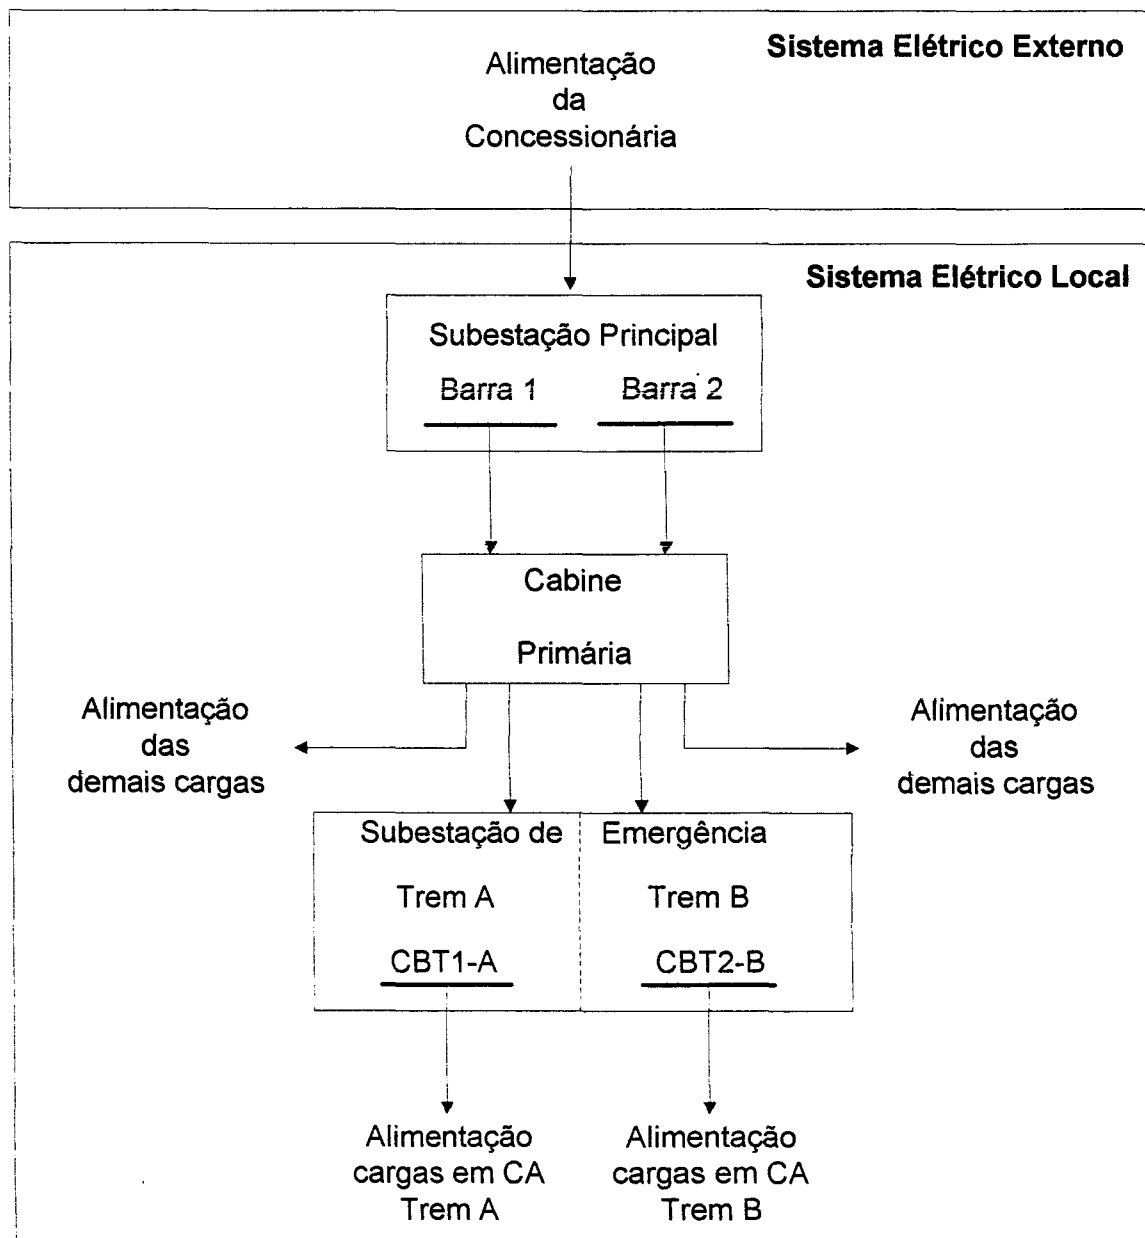 Sistema Elétrico Externo
Alimentação
da
Concessionária
Sistema Elétrico Local
Subestação Principal
Barra 1
Barra 2
Cabine
Primária
Alimentação
das
demais cargas
Alimentação
das
demais cargas
Subestação de
Emergência
Trem A
Trem B
CBT1-A
CBT2-B
Alimentação
cargas em CA
Trem A
Alimentação
cargas em CA
Trem B